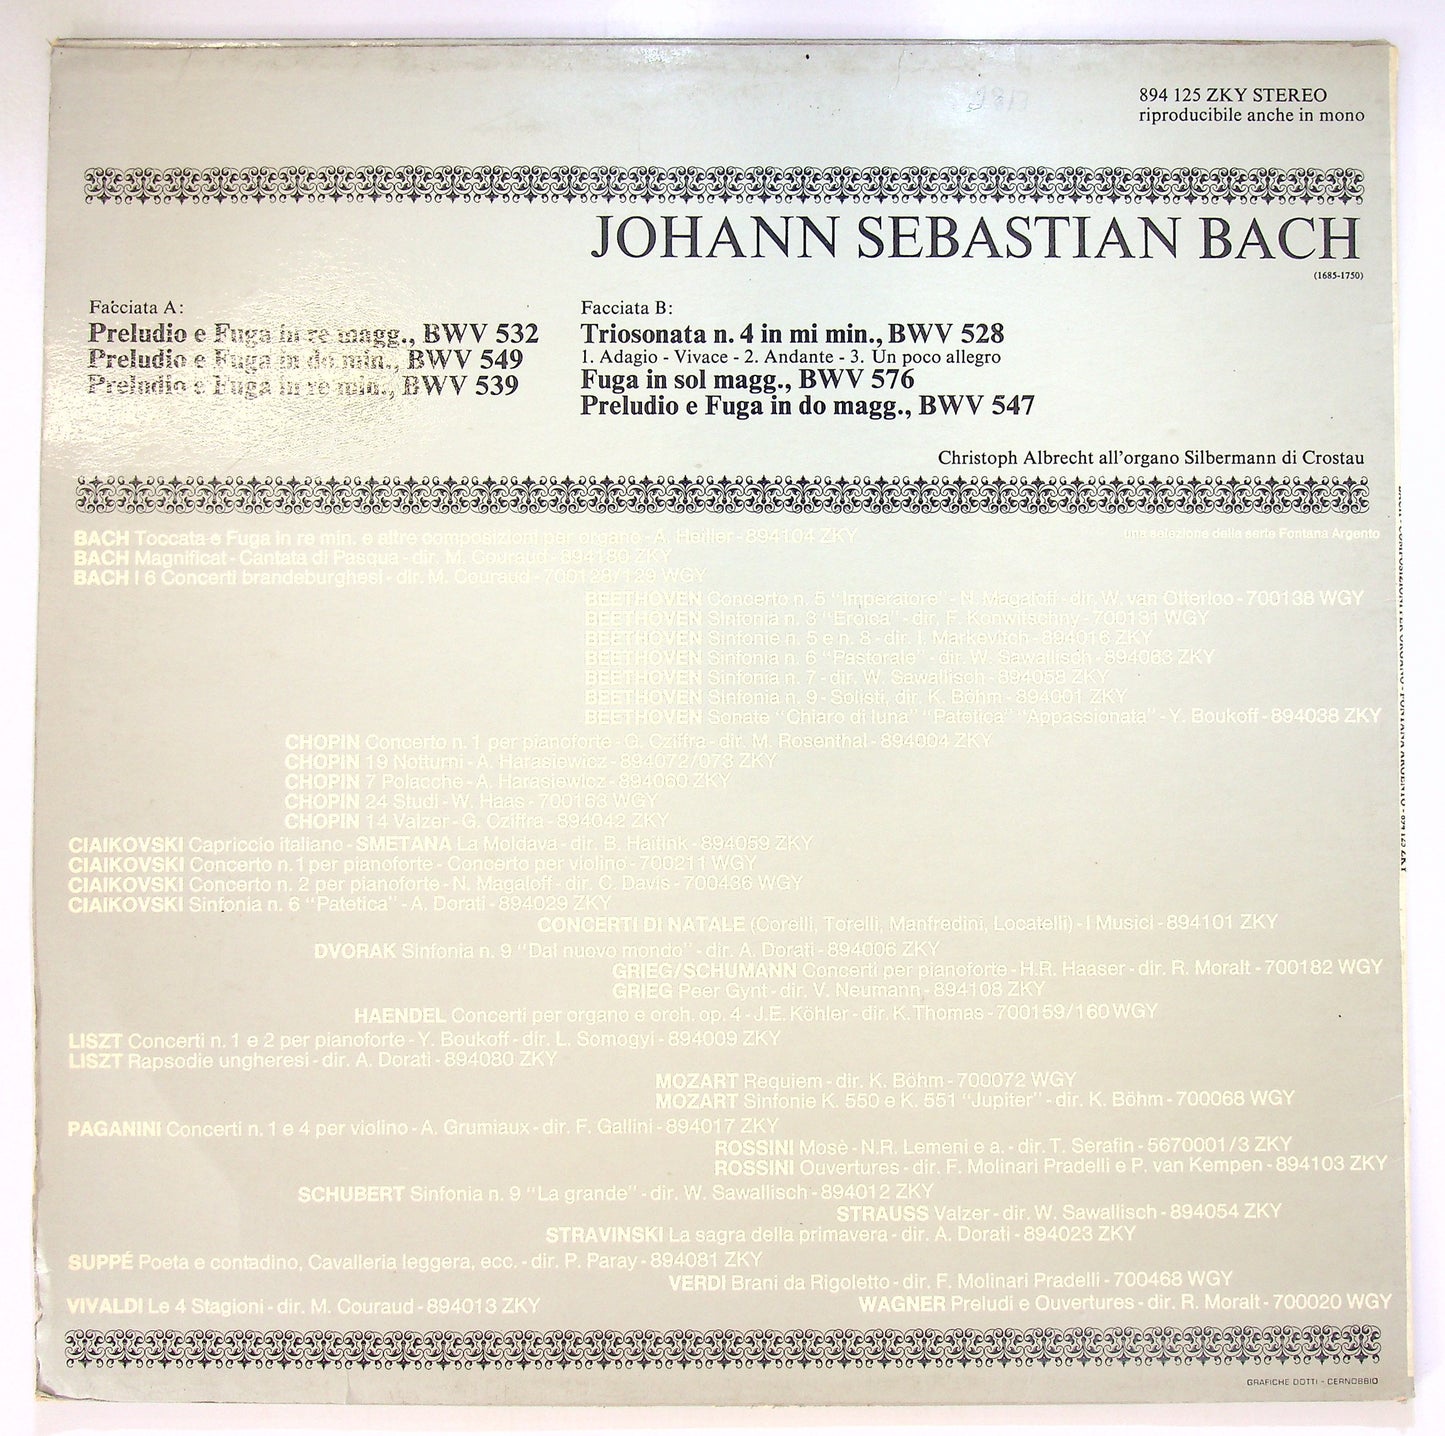 894 125 ZKY STEREO
riproducibile anche in mono
JOHANN SEBASTIAN BACH
(1685-1750)
Facciata A:
Preludio e Fuga in re magg., BWV 532
Preludio e Fuga in do min., BWV 549
Preludio e Fuga in re min., BWV 539
Facciata B:
Triosonata n. 4 in mi min., BWV 528
1. Adagio - Vivace - 2. Andante - 3. Un poco allegro
Fuga in sol magg., BWV 576
Preludio e Fuga in do magg., BWV 547
Christoph Albrecht all'organo Silbermann di Crostau
una selezione della serie Fontana Argento
BACH Toccata e Fuga in re min. e altre composizioni per organo - A. Heiller - 894104 ZKY
BACH Magnificat - Cantata di Pasqua - dir. M. Couraud - 894180 ZKY
BACH I 6 Concerti brandeburghesi - dir. M. Couraud - 700128/129 WGY
BEETHOVEN Concerto n. 5 "Imperatore" - N. Magaloff - dir. W. van Otterloo - 700138 WGY
BEETHOVEN Sinfonia n. 3 "Eroica" - dir. F. Konwitschny - 700131 WGY
BEETHOVEN Sinfonie n. 5 e n. 8 - dir. I. Markevitch - 894016 ZKY
BEETHOVEN Sinfonia n. 6 "Pastorale" - dir. W. Sawallisch - 894063 ZKY
BEETHOVEN Sinfonia n. 7 - dir. W. Sawallisch - 894058 ZKY
BEETHOVEN Sinfonia n. 9 - Solisti, dir. K. Böhm - 894001 ZKY
BEETHOVEN Sonate "Chiaro di luna" "Patetica" "Appassionata" - Y. Boukoff - 894038 ZKY
CHOPIN Concerto n. 1 per pianoforte - G. Cziffra - dir. M. Rosenthal - 894004 ZKY
CHOPIN 19 Notturni - A. Harasiewicz - 894072/073 ZKY
CHOPIN 7 Polacche - A. Harasiewicz - 894060 ZKY
CHOPIN 24 Studi - W. Haas - 700163 WGY
CHOPIN 14 Valzer - G. Cziffra - 894042 ZKY
CIAIKOVSKI Capriccio italiano - SMETANA La Moldava - dir. B. Haitink - 894059 ZKY
CIAIKOVSKI Concerto n. 1 per pianoforte - Concerto per violino - 700211 WGY
CIAIKOVSKI Concerto n. 2 per pianoforte - N. Magaloff - dir. C. Davis - 700436 WGY
CIAIKOVSKI Sinfonia n. 6 "Patetica" - A. Dorati - 894029 ZKY
CONCERTI DI NATALE (Corelli, Torelli, Manfredini, Locatelli) - I Musici - 894101 ZKY
DVORAK Sinfonia n. 9 "Dal nuovo mondo" - dir. A. Dorati - 894006 ZKY
GRIEG/SCHUMANN Concerti per pianoforte - H.R. Haaser - dir. R. Moralt - 700182 WGY
GRIEG Peer Gynt - dir. V. Neumann - 894108 ZKY
HAENDEL Concerti per organo e orch. op. 4 - J.E. Köhler - dir. K. Thomas - 700159/160 WGY
LISZT Concerti n. 1 e 2 per pianoforte - Y. Boukoff - dir. L. Somogyi - 894009 ZKY
LISZT Rapsodie ungheresi - dir. A. Dorati - 894080 ZKY
MOZART Requiem - dir. K. Böhm - 700072 WGY
MOZART Sinfonie K. 550 e K. 551 "Jupiter" - dir. K. Böhm - 700068 WGY
PAGANINI Concerti n. 1 e 4 per violino - A. Grumiaux - dir. F. Gallini - 894017 ZKY
ROSSINI Mosè - N.R. Lemeni e a. - dir. T. Serafin - 5670001/3 ZKY
ROSSINI Ouvertures - dir. F. Molinari Pradelli e P. van Kempen - 894103 ZKY
SCHUBERT Sinfonia n. 9 "La grande" - dir. W. Sawallisch - 894012 ZKY
STRAUSS Valzer - dir. W. Sawallisch - 894054 ZKY
STRAVINSKI La sagra della primavera - dir. A. Dorati - 894023 ZKY
SUPPÉ Poeta e contadino, Cavalleria leggera, ecc. - dir. P. Paray - 894081 ZKY
VERDI Brani da Rigoletto - dir. F. Molinari Pradelli - 700468 WGY
VIVALDI Le 4 Stagioni - dir. M. Couraud - 894013 ZKY
WAGNER Preludi e Ouvertures - dir. R. Moralt - 700020 WGY
GRAFICHE DOTTI - CERNOBBIO